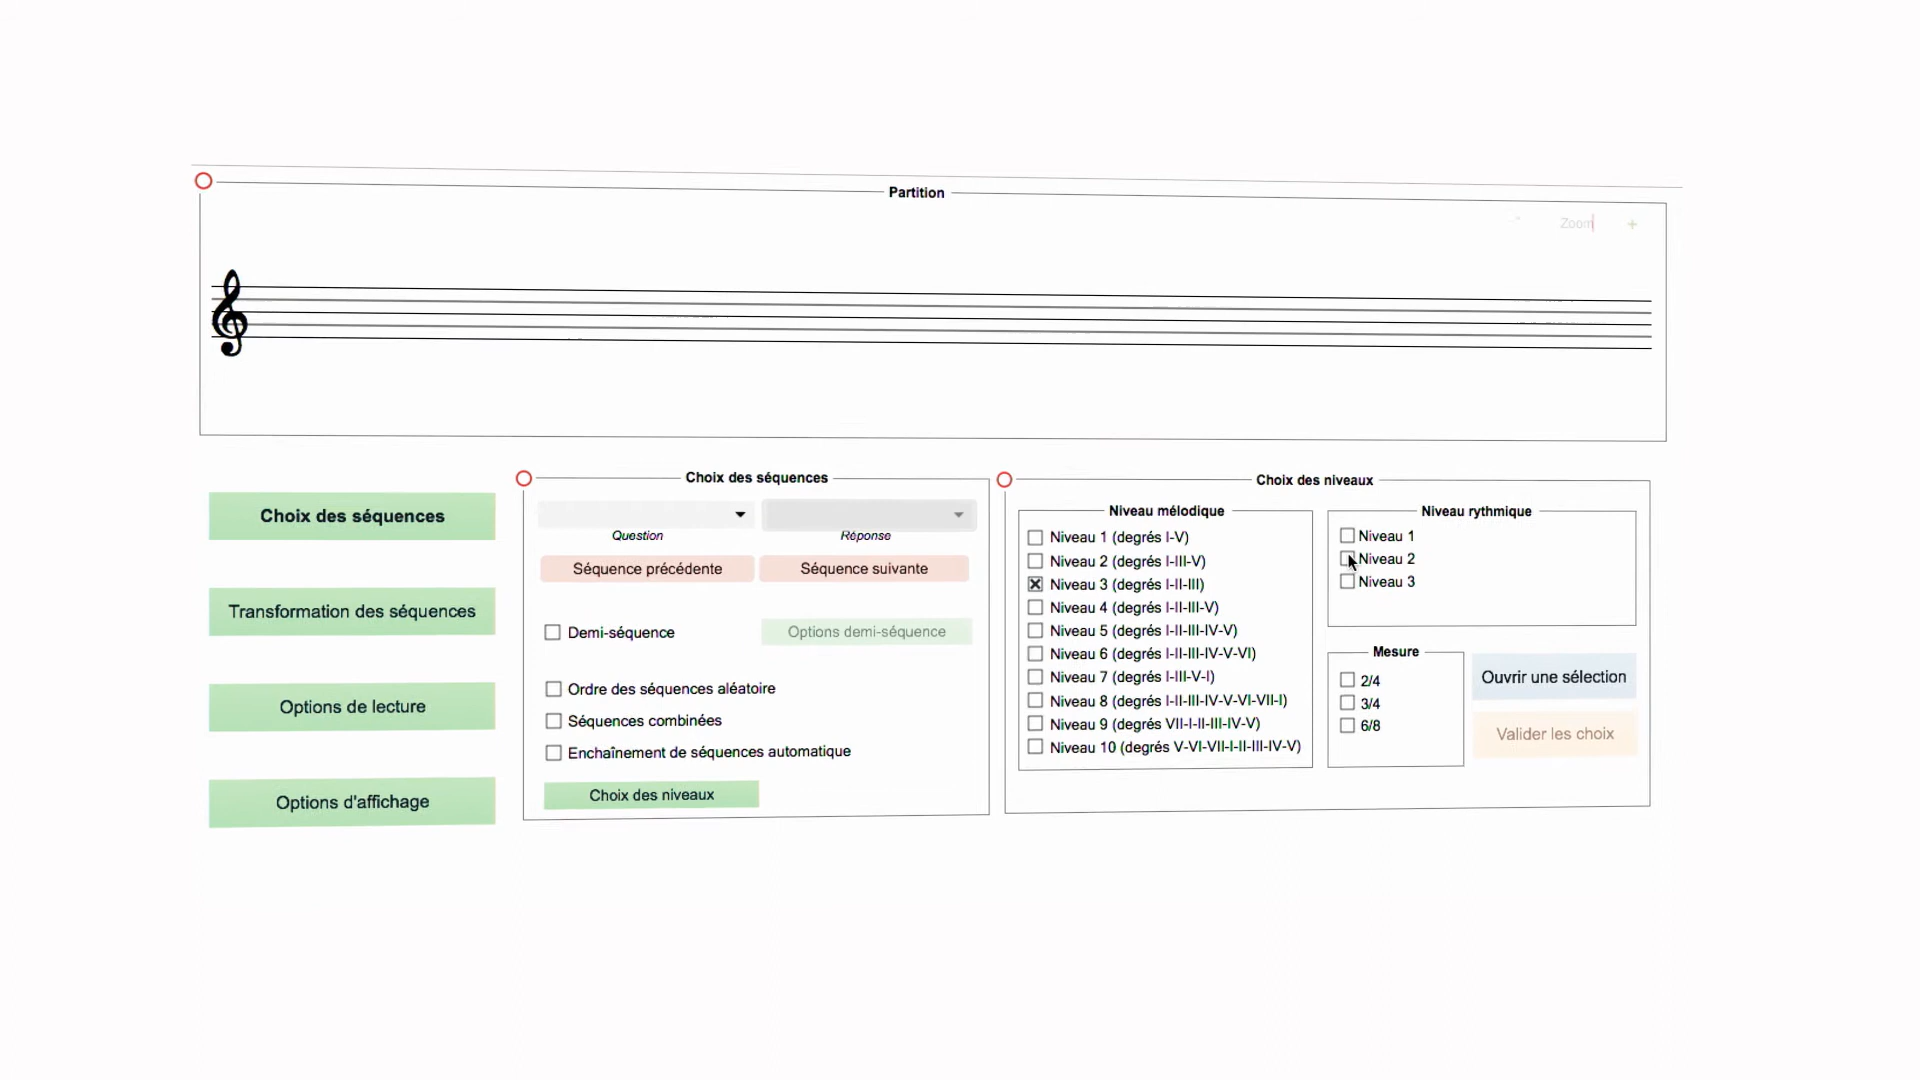 Partition
Zoom +
Choix des séquences
Transformation des séquences
Options de lecture
Options d'affichage
Choix des séquences
Question
Réponse
Séquence précédente
Séquence suivante
Demi-séquence
Options demi-séquence
Ordre des séquences aléatoire
Séquences combinées
Enchaînement de séquences automatique
Choix des niveaux
Choix des niveaux
Niveau mélodique
Niveau 1 (degrés I-V)
Niveau 2 (degrés I-III-V)
Niveau 3 (degrés I-II-III)
Niveau 4 (degrés I-II-III-V)
Niveau 5 (degrés I-II-III-IV-V)
Niveau 6 (degrés I-II-III-IV-V-VI)
Niveau 7 (degrés I-III-V-I)
Niveau 8 (degrés I-II-III-IV-V-VI-VII-I)
Niveau 9 (degrés VII-I-II-III-IV-V)
Niveau 10 (degrés V-VI-VII-I-II-III-IV-V)
Niveau rythmique
Niveau 1
Niveau 2
Niveau 3
Mesure
2/4
3/4
6/8
Ouvrir une sélection
Valider les choix